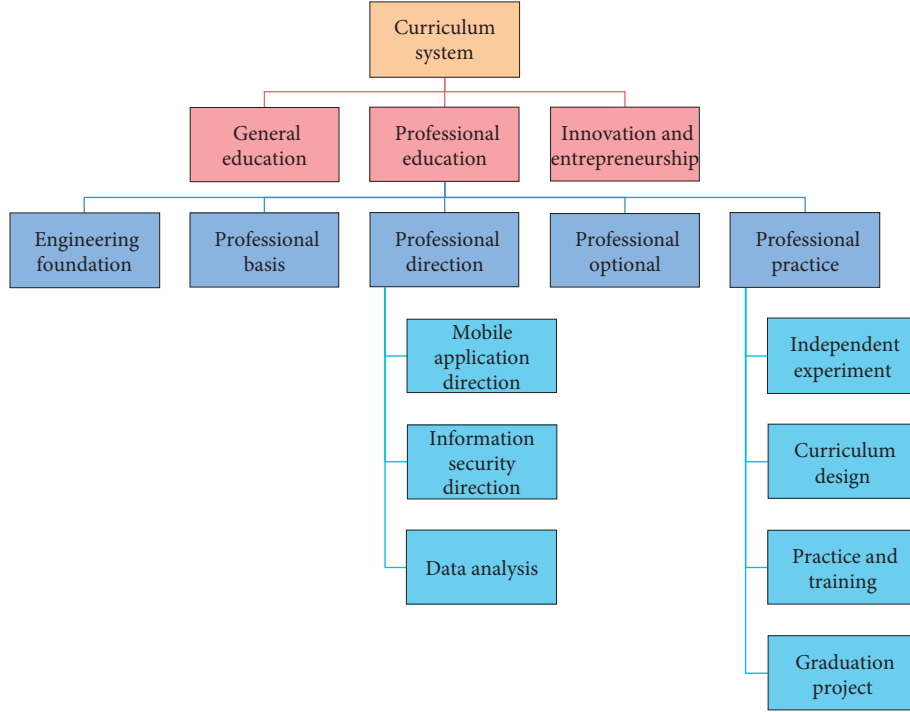 Curriculum
system
General
education
Professional
education
Innovation and
entrepreneurship
Engineering
foundation
Professional
basis
Professional
direction
Professional
optional
Professional
practice
Mobile
application
direction
Information
security
direction
Data analysis
Independent
experiment
Curriculum
design
Practice and
training
Graduation
project